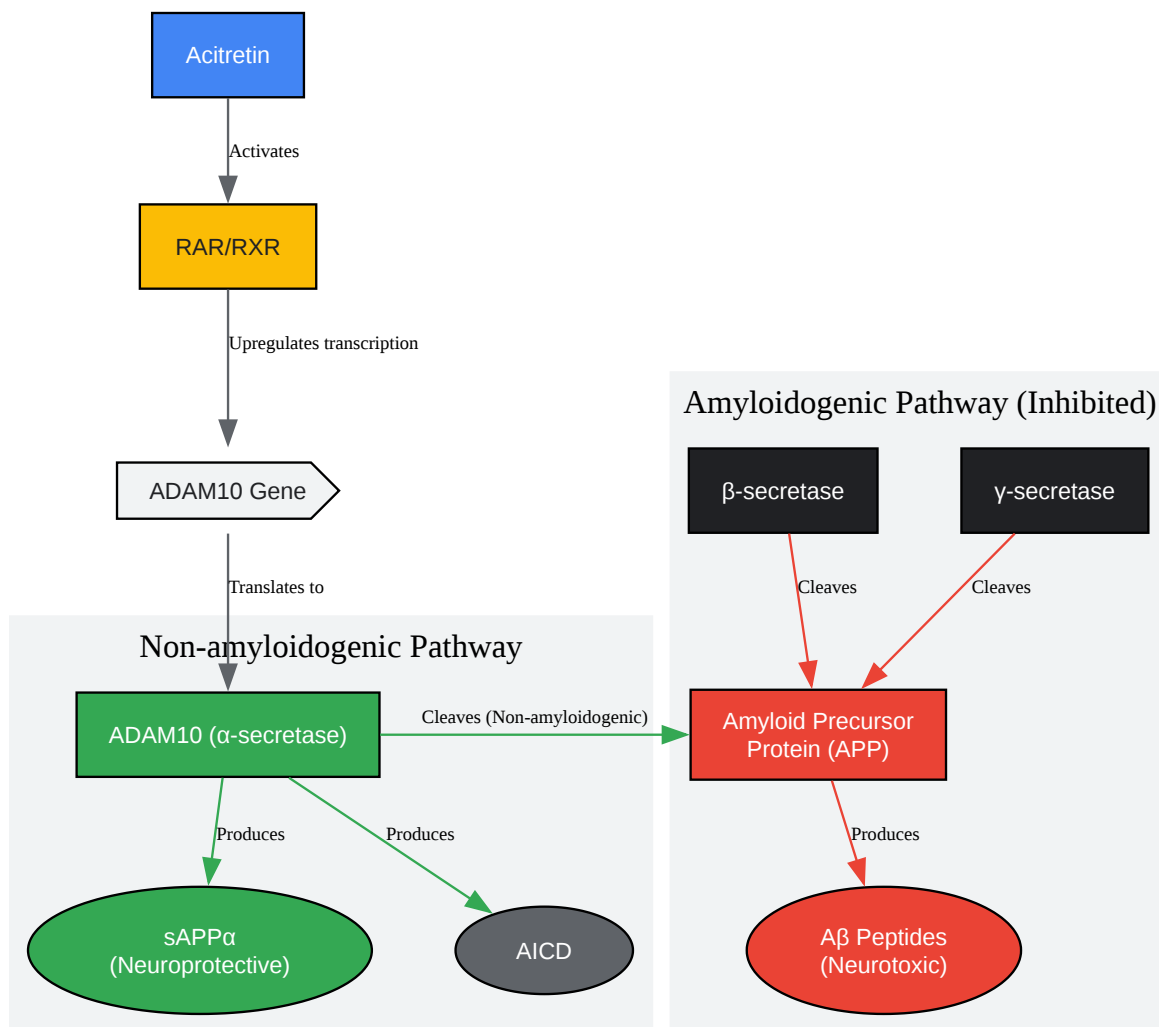 Acitretin
Activates
RAR/RXR
Upregulates transcription
Amyloidogenic Pathway (Inhibited)
β-secretase
γ-secretase
ADAM10 Gene
Translates to
Cleaves
Cleaves
Non-amyloidogenic Pathway
Cleaves (Non-amyloidogenic)
ADAM10 (α-secretase)
Amyloid Precursor
Protein (APP)
Produces
Produces
Produces
sAPPα
(Neuroprotective)
AICD
Aβ Peptides
(Neurotoxic)